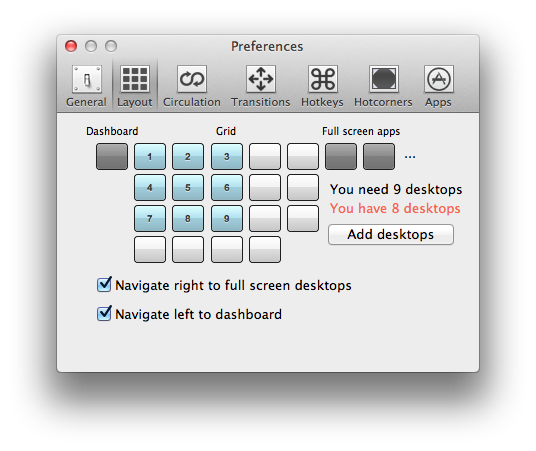 Preferences
General Layout Circulation Transitions Hotkeys Hotcorners Apps
Dashboard Grid Full screen apps
1 2 3 ...
4 5 6 You need 9 desktops
You have 8 desktops
7 8 9
Add desktops
Navigate right to full screen desktops
Navigate left to dashboard